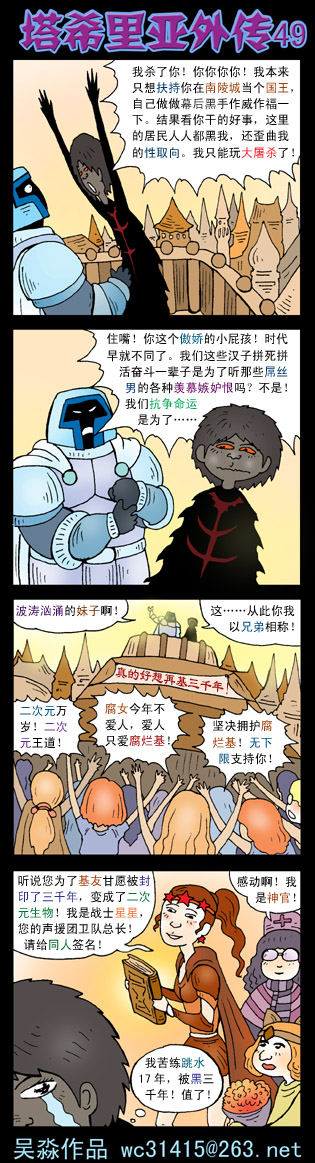 塔希里亚外传49
我杀了你！你你你你！我本来
只想扶持你在南陵城当个国王，
自己做做幕后黑手作威作福一
下。结果看你干的好事，这里
的居民人人都黑我，还歪曲我
的性取向。我只能玩大屠杀了！
住嘴！你这个傲娇的小屁孩！时代
早就不同了。我们这些汉子拼死拼
活奋斗一辈子是为了听那些屌丝
男的各种羡慕嫉妒恨吗？不是！
我们抗争命运
是为了……
波涛汹涌的妹子啊！
这……从此你我
以兄弟相称！
真的好想再基三千年
二次元万
岁！二次
元王道！
腐女今年不
爱人，爱人
只爱腐烂基！
坚决拥护腐
烂基！无下
限支持你！
听说您为了基友甘愿被封
印了三千年，变成了二次
元生物！我是战士星星，
您的声援团卫队总长！
请给同人签名！
感动啊！我
是神官！
我苦练跳水
17年，被黑三
千年！值了！
吴淼作品 wc31415@263.net